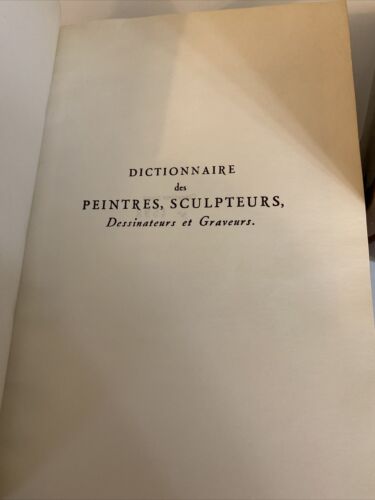 DICTIONNAIRE
des
PEINTRES, SCULPTEURS,
Dessinateurs et Graveurs.